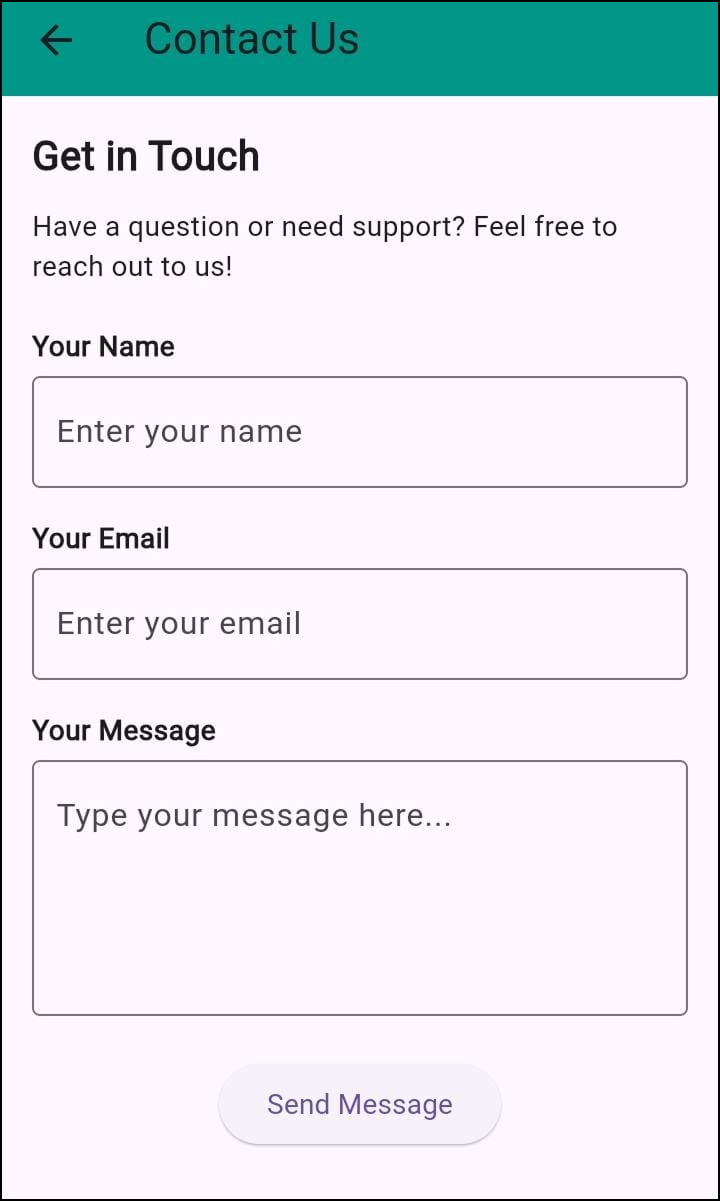 Contact Us
Get in Touch
Have a question or need support? Feel free to
reach out to us!
Your Name
Enter your name
Your Email
Enter your email
Your Message
Type your message here...
Send Message